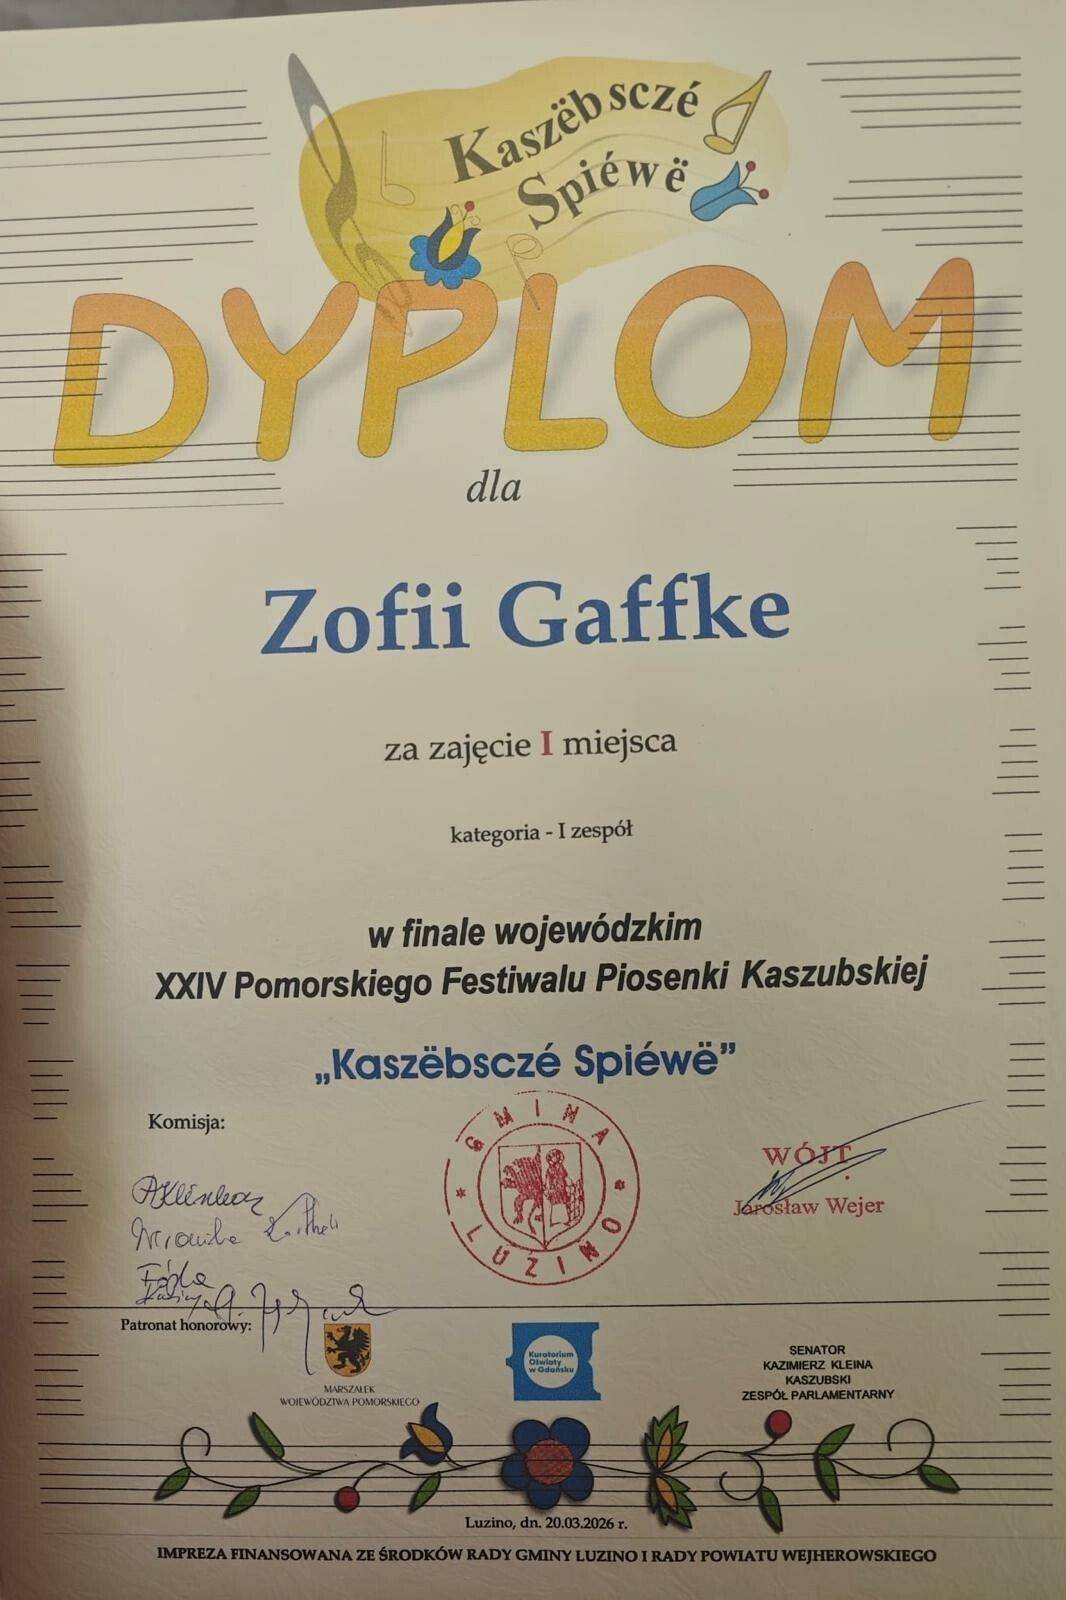 Kaszëbsczé
Spiéwë
DYPLOM
dla
Zofii Gaffke
za zajęcie I miejsca
kategoria - I zespół
w finale wojewódzkim
XXIV Pomorskiego Festiwalu Piosenki Kaszubskiej
„Kaszëbsczé Spiéwë”
Komisja:
GMINA
LUZINO
WÓJT
Jarosław Wejer
Patronat honorowy:
MARSZAŁEK
WOJEWÓDZTWA POMORSKIEGO
Kuratorium
Oświaty
w Gdańsku
SENATOR
KAZIMIERZ KLEINA
KASZUBSKI
ZESPÓŁ PARLAMENTARNY
Luzino, dn. 20.03.2026 r.
IMPREZA FINANSOWANA ZE ŚRODKÓW RADY GMINY LUZINO I RADY POWIATU WEJHEROWSKIEGO